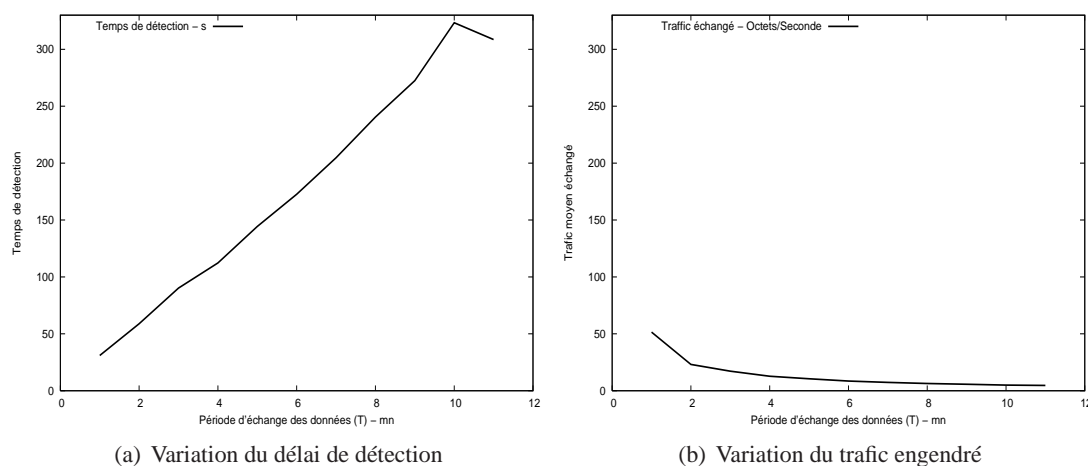 Temps de détection – s
Temps de détection
300
250
200
150
100
50
0
0 2 4 6 8 10 12
Période d'échange des données (T) – mn
(a) Variation du délai de détection
Traffic échangé – Octets/Seconde
Trafic moyen échangé
300
250
200
150
100
50
0
0 2 4 6 8 10 12
Période d'échange des données (T) – mn
(b) Variation du trafic engendré